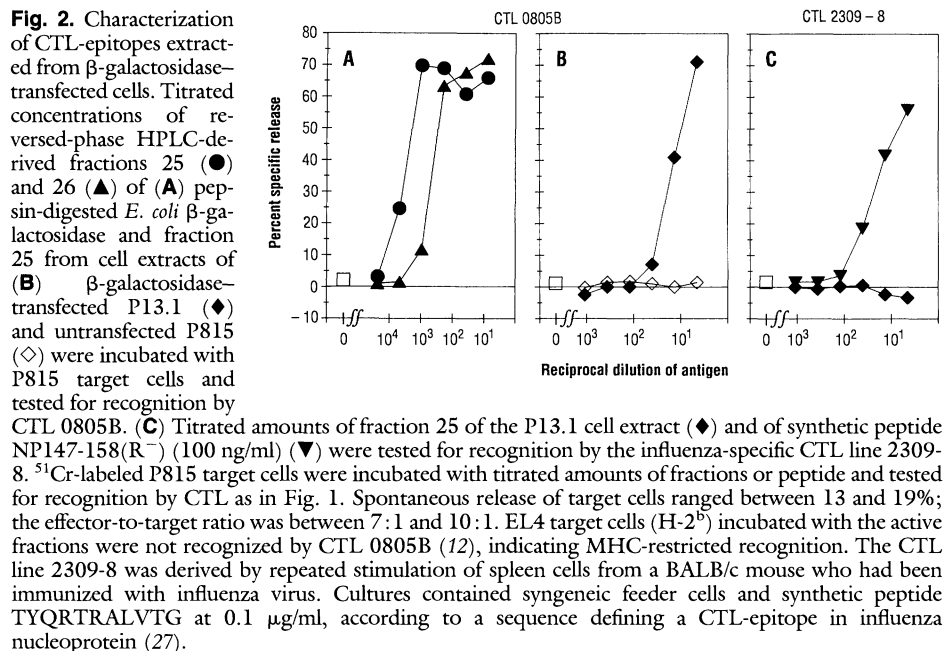 Fig. 2. Characterization
of CTL-epitopes extract-
ed from β-galactosidase–
transfected cells. Titrated
concentrations of re-
versed-phase HPLC-de-
rived fractions 25 (●)
and 26 (▲) of (A) pep-
sin-digested E. coli β-ga-
lactosidase and fraction
25 from cell extracts of
(B) β-galactosidase–
transfected P13.1 (◆)
and untransfected P815
(◇) were incubated with
P815 target cells and
tested for recognition by
CTL 0805B. (C) Titrated amounts of fraction 25 of the P13.1 cell extract (◆) and of synthetic peptide
NP147-158(R⁻) (100 ng/ml) (▼) were tested for recognition by the influenza-specific CTL line 2309-
8. ⁵¹Cr-labeled P815 target cells were incubated with titrated amounts of fractions or peptide and tested
for recognition by CTL as in Fig. 1. Spontaneous release of target cells ranged between 13 and 19%;
the effector-to-target ratio was between 7:1 and 10:1. EL4 target cells (H-2ᵇ) incubated with the active
fractions were not recognized by CTL 0805B (12), indicating MHC-restricted recognition. The CTL
line 2309-8 was derived by repeated stimulation of spleen cells from a BALB/c mouse who had been
immunized with influenza virus. Cultures contained syngeneic feeder cells and synthetic peptide
TYQRTRALVTG at 0.1 μg/ml, according to a sequence defining a CTL-epitope in influenza
nucleoprotein (27).
CTL 0805B
CTL 2309–8
A
B
C
Percent specific release
80
70
60
50
40
30
20
10
0
–10
0 10⁴ 10³ 10² 10¹
0 10³ 10² 10¹
0 10³ 10² 10¹
Reciprocal dilution of antigen